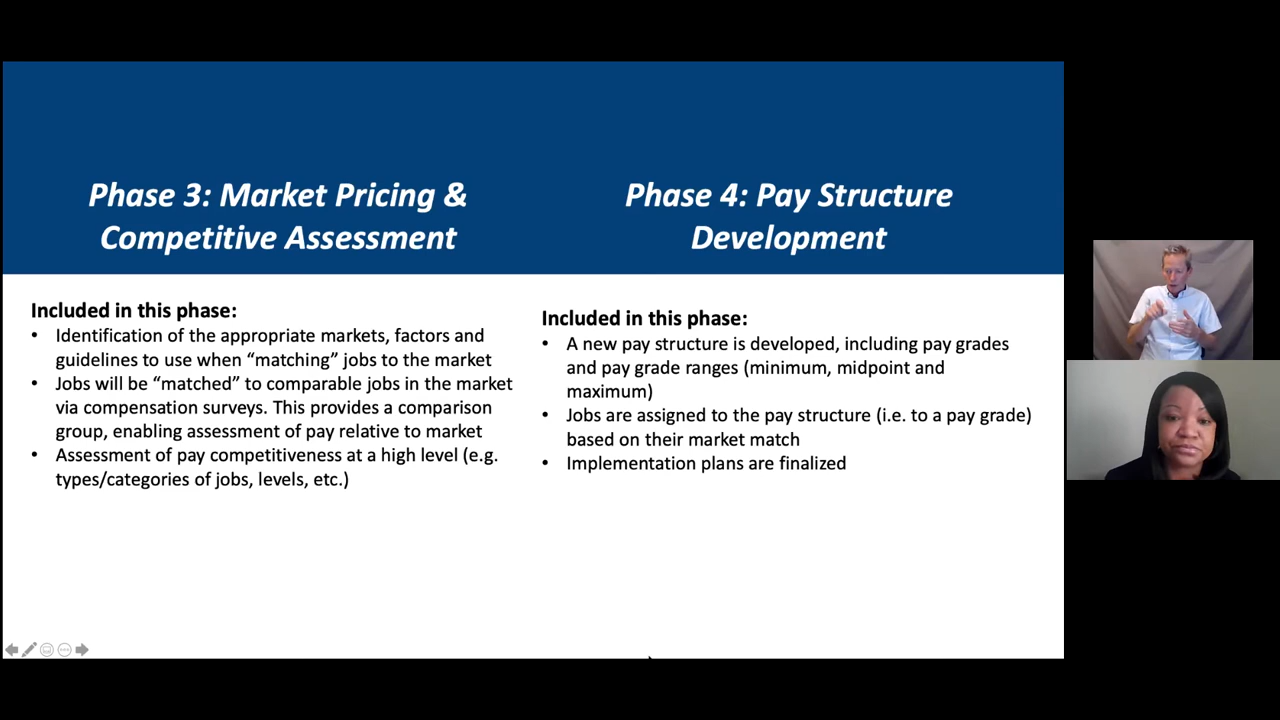 Phase 3: Market Pricing &
Competitive Assessment
Included in this phase:
• Identification of the appropriate markets, factors and
guidelines to use when “matching” jobs to the market
• Jobs will be “matched” to comparable jobs in the market
via compensation surveys. This provides a comparison
group, enabling assessment of pay relative to market
• Assessment of pay competitiveness at a high level (e.g.
types/categories of jobs, levels, etc.)
Phase 4: Pay Structure
Development
Included in this phase:
• A new pay structure is developed, including pay grades
and pay grade ranges (minimum, midpoint and
maximum)
• Jobs are assigned to the pay structure (i.e. to a pay grade)
based on their market match
• Implementation plans are finalized